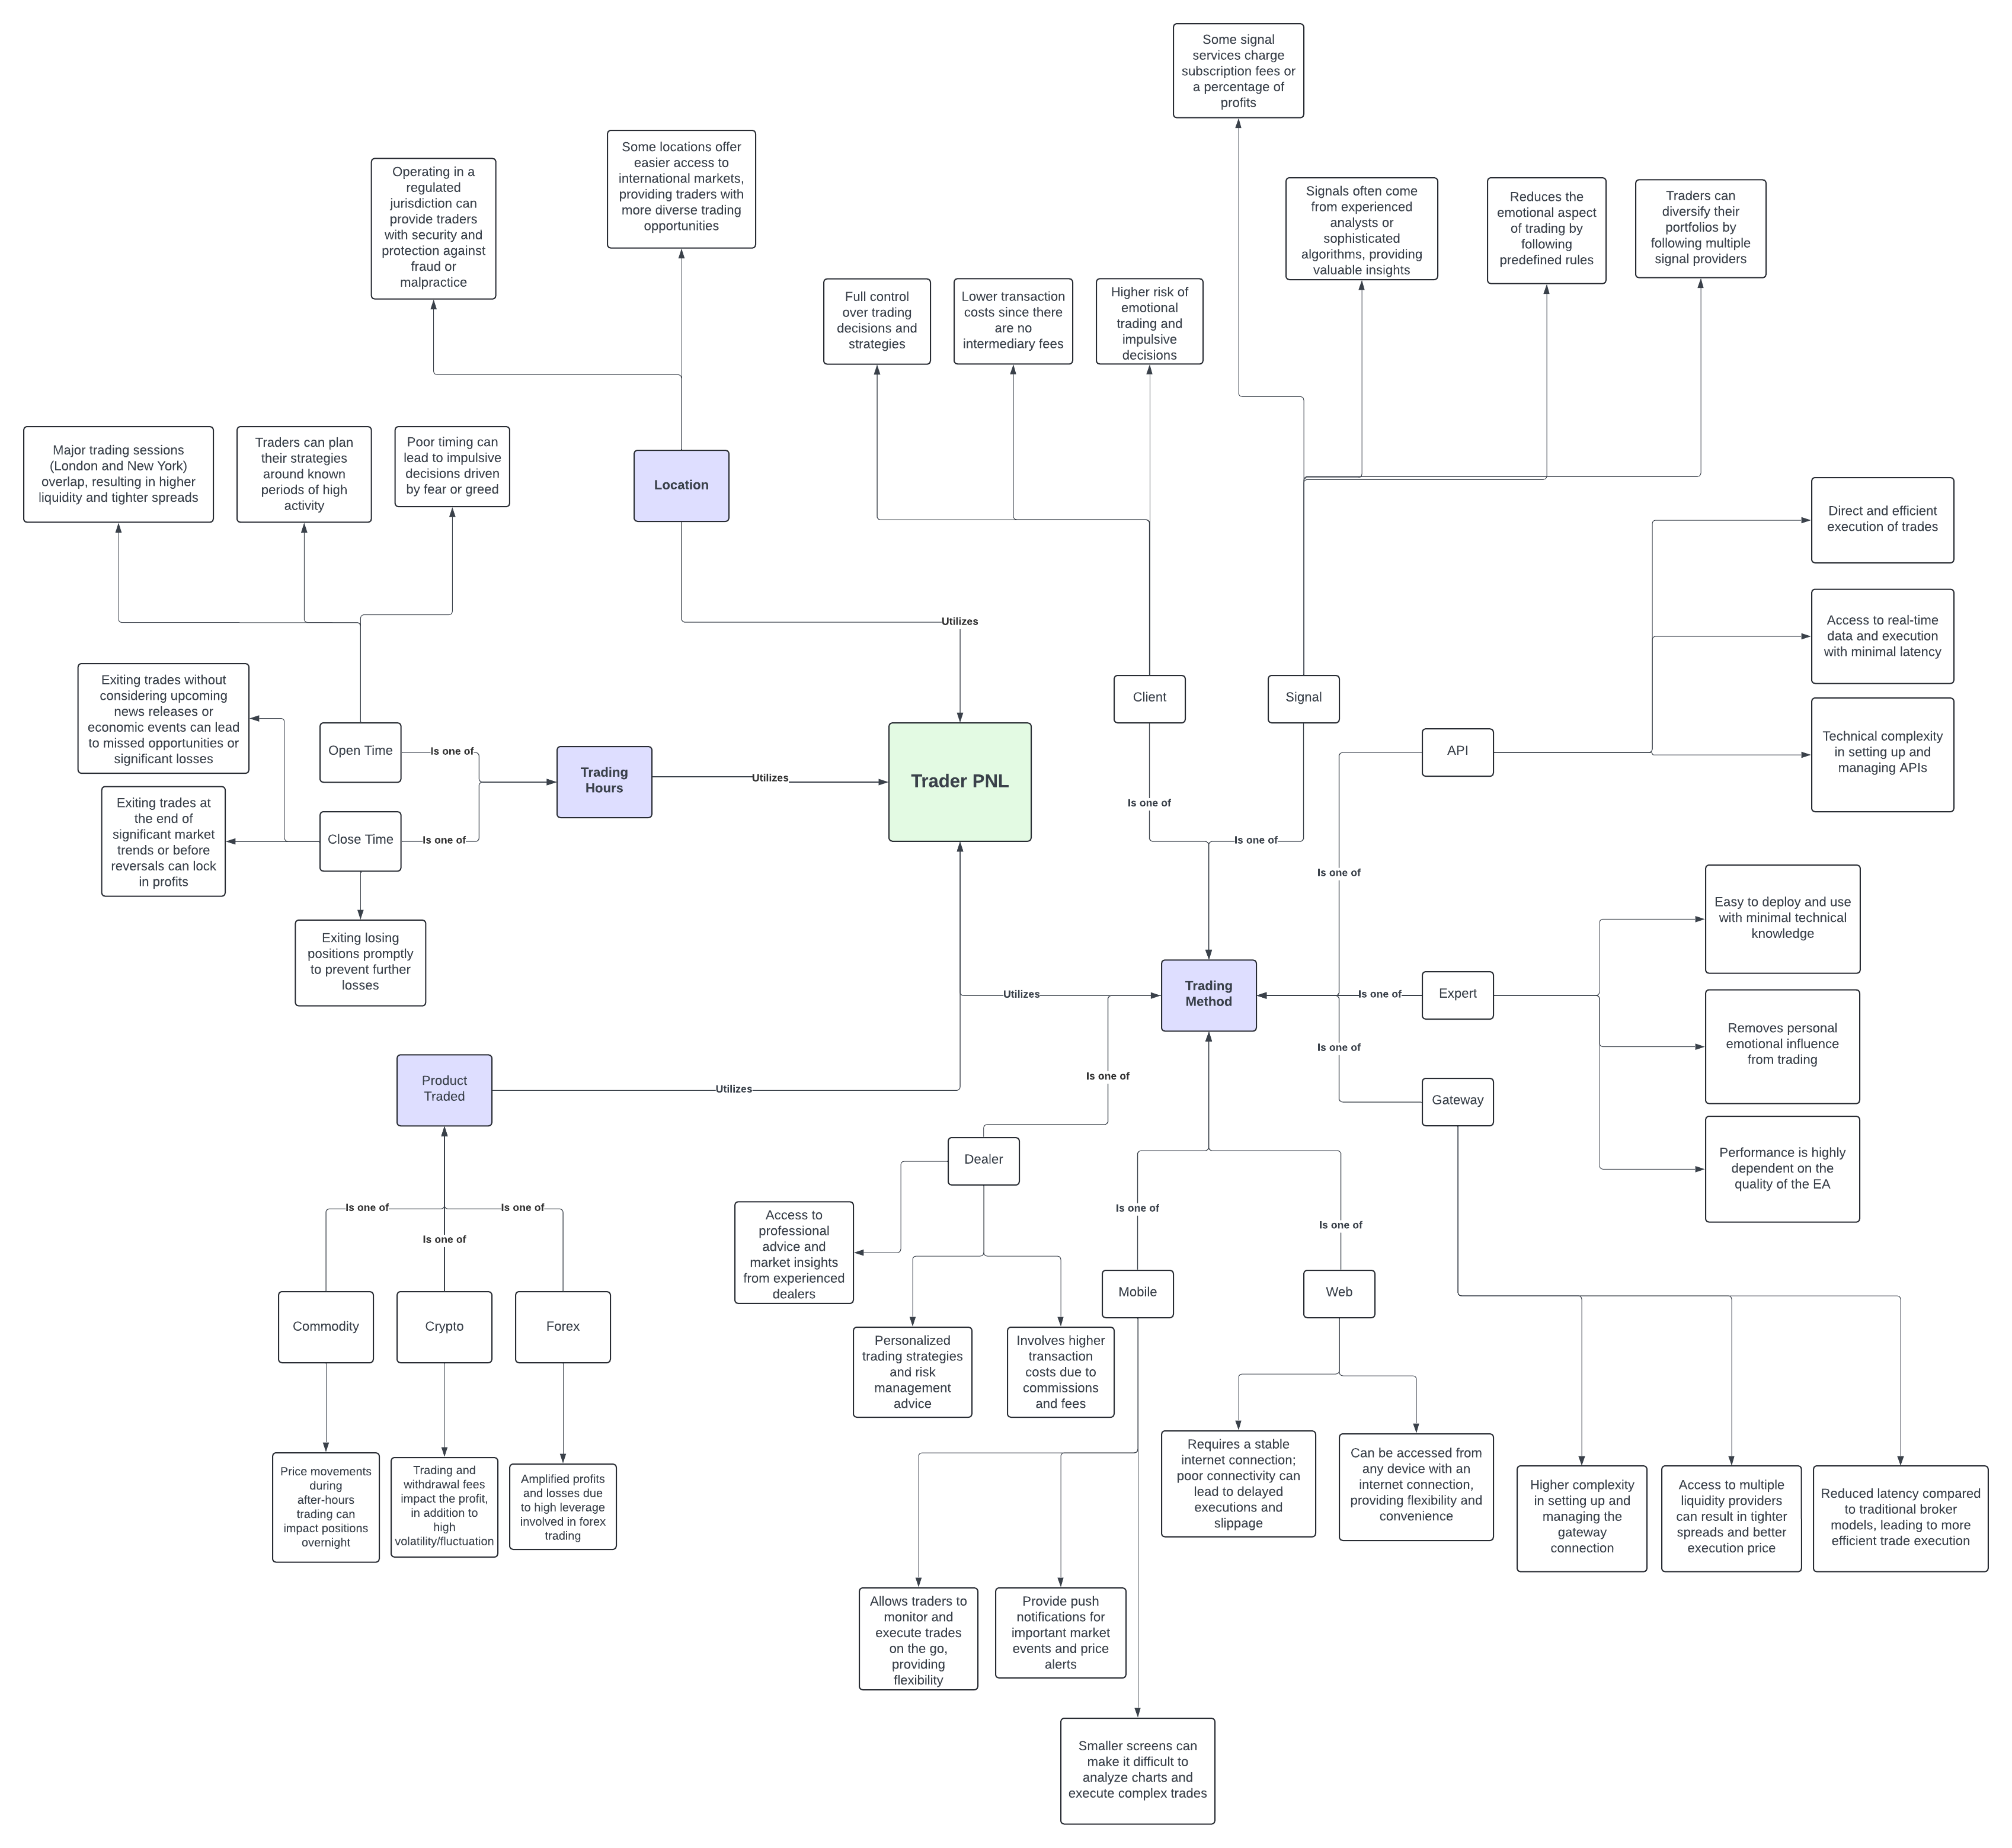 Some signal
services charge
subscription fees or
a percentage of
profits
Operating in a
regulated
jurisdiction can
provide traders
with security and
protection against
fraud or
malpractice
Some locations offer
easier access to
international markets,
providing traders with
more diverse trading
opportunities
Signals often come
from experienced
analysts or
sophisticated
algorithms, providing
valuable insights
Reduces the
emotional aspect
of trading by
following
predefined rules
Traders can
diversify their
portfolios by
following multiple
signal providers
Full control
over trading
decisions and
strategies
Lower transaction
costs since there
are no
intermediary fees
Higher risk of
emotional
trading and
impulsive
decisions
Major trading sessions
(London and New York)
overlap, resulting in higher
liquidity and tighter spreads
Traders can plan
their strategies
around known
periods of high
activity
Poor timing can
lead to impulsive
decisions driven
by fear or greed
Location
Direct and efficient
execution of trades
Access to real-time
data and execution
with minimal latency
Technical complexity
in setting up and
managing APIs
Utilizes
Client
Signal
API
Exiting trades without
considering upcoming
news releases or
economic events can lead
to missed opportunities or
significant losses
Open Time
Is one of
Trading
Hours
Utilizes
Trader PNL
Is one of
Is one of
Is one of
Exiting trades at
the end of
significant market
trends or before
reversals can lock
in profits
Close Time
Is one of
Exiting losing
positions promptly
to prevent further
losses
Utilizes
Trading
Method
Is one of
Expert
Easy to deploy and use
with minimal technical
knowledge
Removes personal
emotional influence
from trading
Performance is highly
dependent on the
quality of the EA
Is one of
Gateway
Product
Traded
Utilizes
Is one of
Dealer
Is one of
Is one of
Is one of
Is one of
Is one of
Access to
professional
advice and
market insights
from experienced
dealers
Mobile
Web
Commodity
Crypto
Forex
Personalized
trading strategies
and risk
management
advice
Involves higher
transaction
costs due to
commissions
and fees
Price movements
during
after-hours
trading can
impact positions
overnight
Trading and
withdrawal fees
impact the profit,
in addition to
high
volatility/fluctuation
Amplified profits
and losses due
to high leverage
involved in forex
trading
Requires a stable
internet connection;
poor connectivity can
lead to delayed
executions and
slippage
Can be accessed from
any device with an
internet connection,
providing flexibility and
convenience
Higher complexity
in setting up and
managing the
gateway
connection
Access to multiple
liquidity providers
can result in tighter
spreads and better
execution price
Reduced latency compared
to traditional broker
models, leading to more
efficient trade execution
Allows traders to
monitor and
execute trades
on the go,
providing
flexibility
Provide push
notifications for
important market
events and price
alerts
Smaller screens can
make it difficult to
analyze charts and
execute complex trades